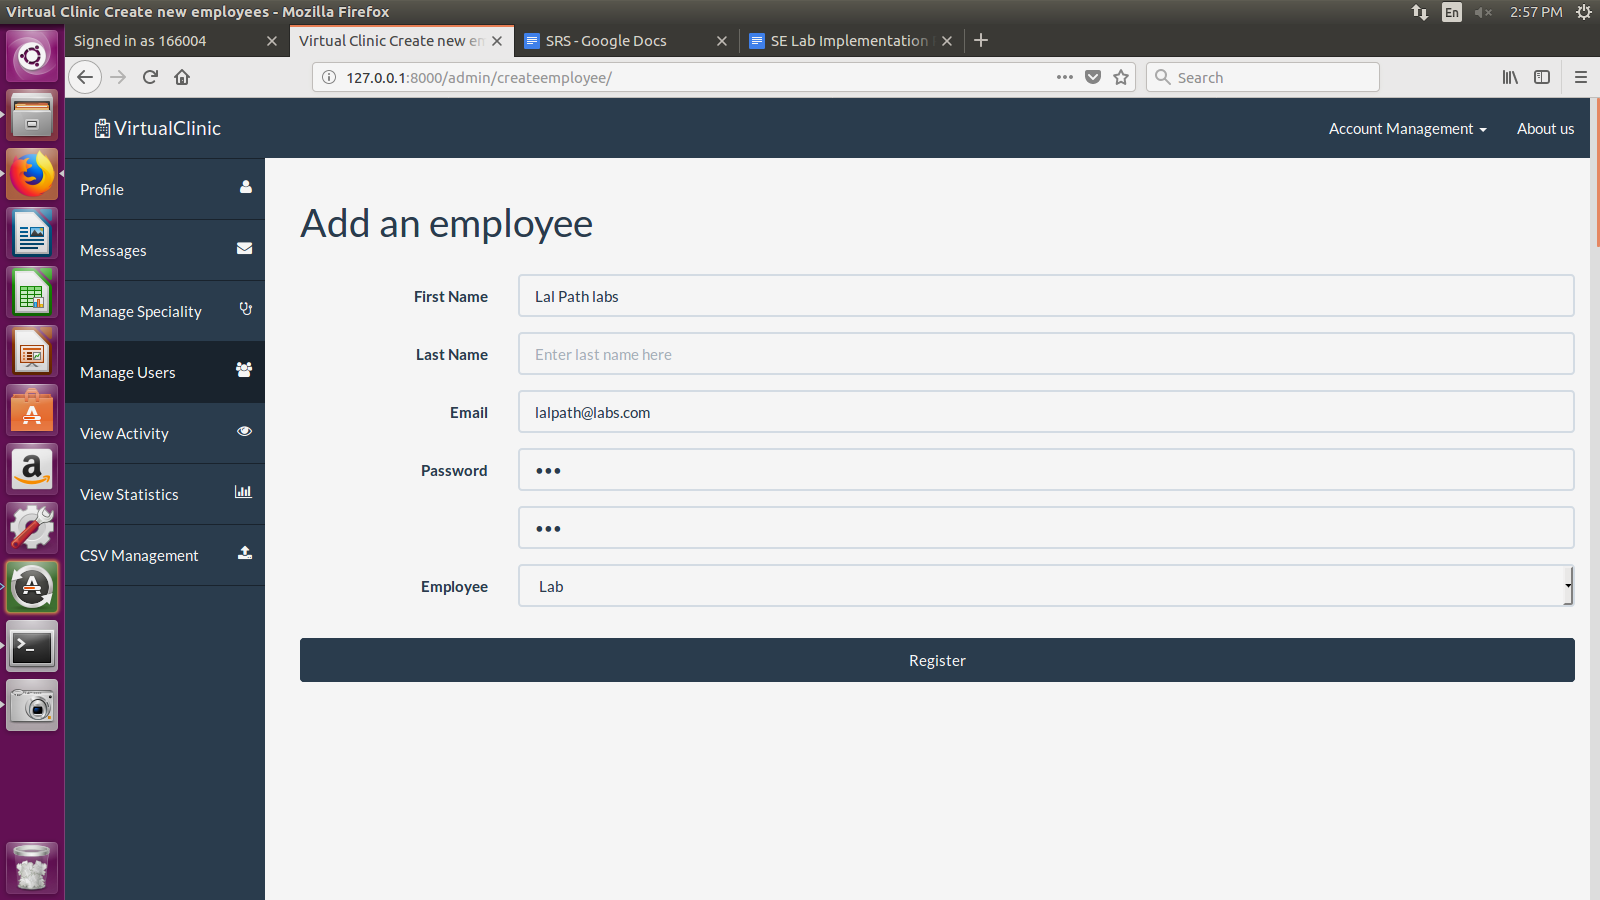 Virtual Clinic Create new employees - Mozilla Firefox
En
2:57 PM
Signed in as 166004
Virtual Clinic Create new em
SRS - Google Docs
SE Lab Implementation
127.0.0.1:8000/admin/createemployee/
Search
VirtualClinic
Account Management
About us
Profile
Messages
Manage Speciality
Manage Users
View Activity
View Statistics
CSV Management
Add an employee
First Name
Lal Path labs
Last Name
Enter last name here
Email
lalpath@labs.com
Password
•••
•••
Employee
Lab
Register